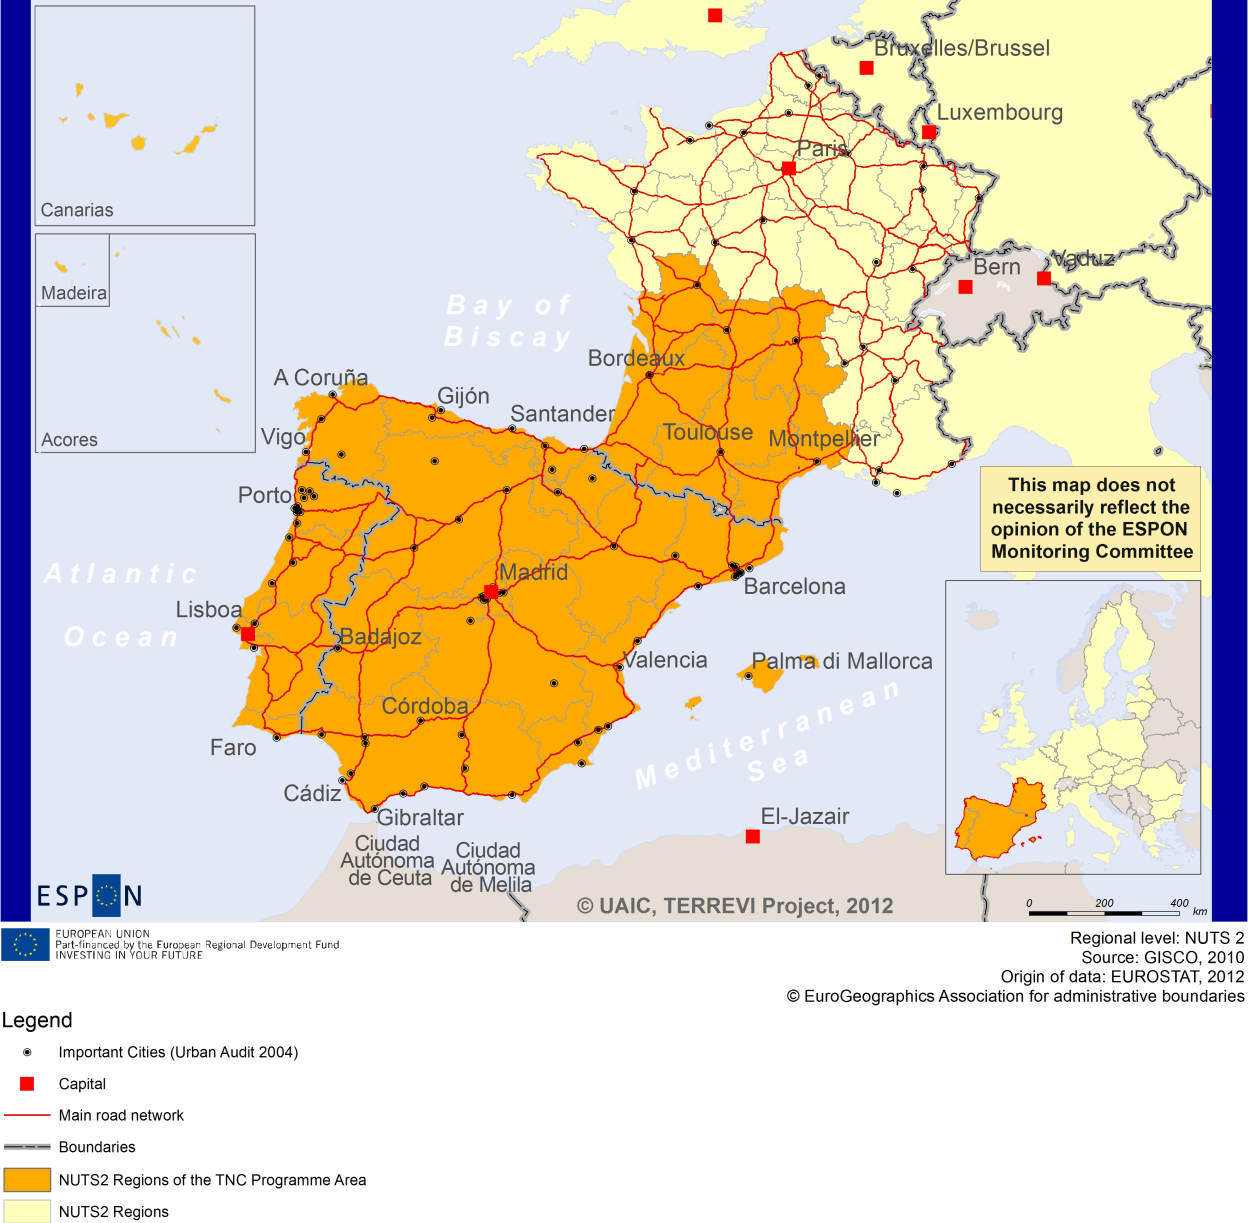 Bruxelles/Brussel
Luxembourg
Paris
Canarias
Bern
Vaduz
Madeira
Bay of
Biscay
Bordeaux
A Coruña
Gijón
Santander
Acores
Vigo
Toulouse
Montpellier
This map does not
necessarily reflect the
opinion of the ESPON
Monitoring Committee
Porto
Atlantic
Ocean
Madrid
Barcelona
Lisboa
Badajoz
Valencia
Palma di Mallorca
Córdoba
Mediterranean
Sea
Faro
Cádiz
Gibraltar
El-Jazair
Ciudad
Autónoma
de Ceuta
Ciudad
Autónoma
de Melila
ESPON
© UAIC, TERREVI Project, 2012
0 200 400
km
EUROPEAN UNION
Part-financed by the European Regional Development Fund
INVESTING IN YOUR FUTURE
Regional level: NUTS 2
Source: GISCO, 2010
Origin of data: EUROSTAT, 2012
© EuroGeographics Association for administrative boundaries
Legend
Important Cities (Urban Audit 2004)
Capital
Main road network
Boundaries
NUTS2 Regions of the TNC Programme Area
NUTS2 Regions